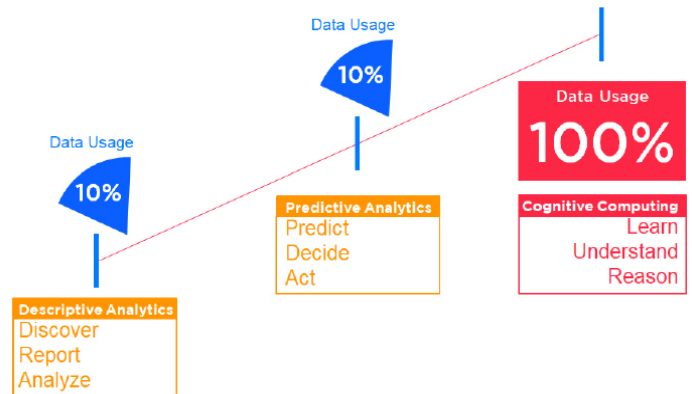 Data Usage
10%
Descriptive Analytics
Discover
Report
Analyze
Data Usage
10%
Predictive Analytics
Predict
Decide
Act
Data Usage
100%
Cognitive Computing
Learn
Understand
Reason